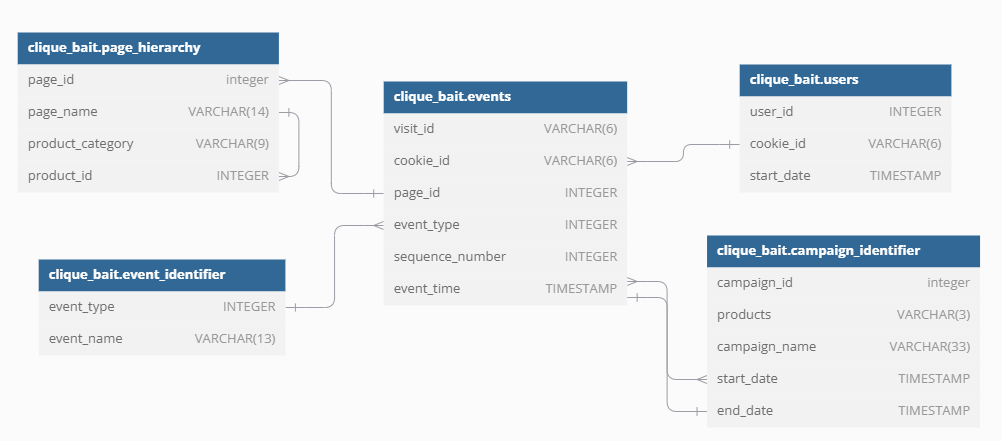 clique_bait.page_hierarchy
page_id integer
page_name VARCHAR(14)
product_category VARCHAR(9)
product_id INTEGER
clique_bait.event_identifier
event_type INTEGER
event_name VARCHAR(13)
clique_bait.events
visit_id VARCHAR(6)
cookie_id VARCHAR(6)
page_id INTEGER
event_type INTEGER
sequence_number INTEGER
event_time TIMESTAMP
clique_bait.users
user_id INTEGER
cookie_id VARCHAR(6)
start_date TIMESTAMP
clique_bait.campaign_identifier
campaign_id integer
products VARCHAR(3)
campaign_name VARCHAR(33)
start_date TIMESTAMP
end_date TIMESTAMP